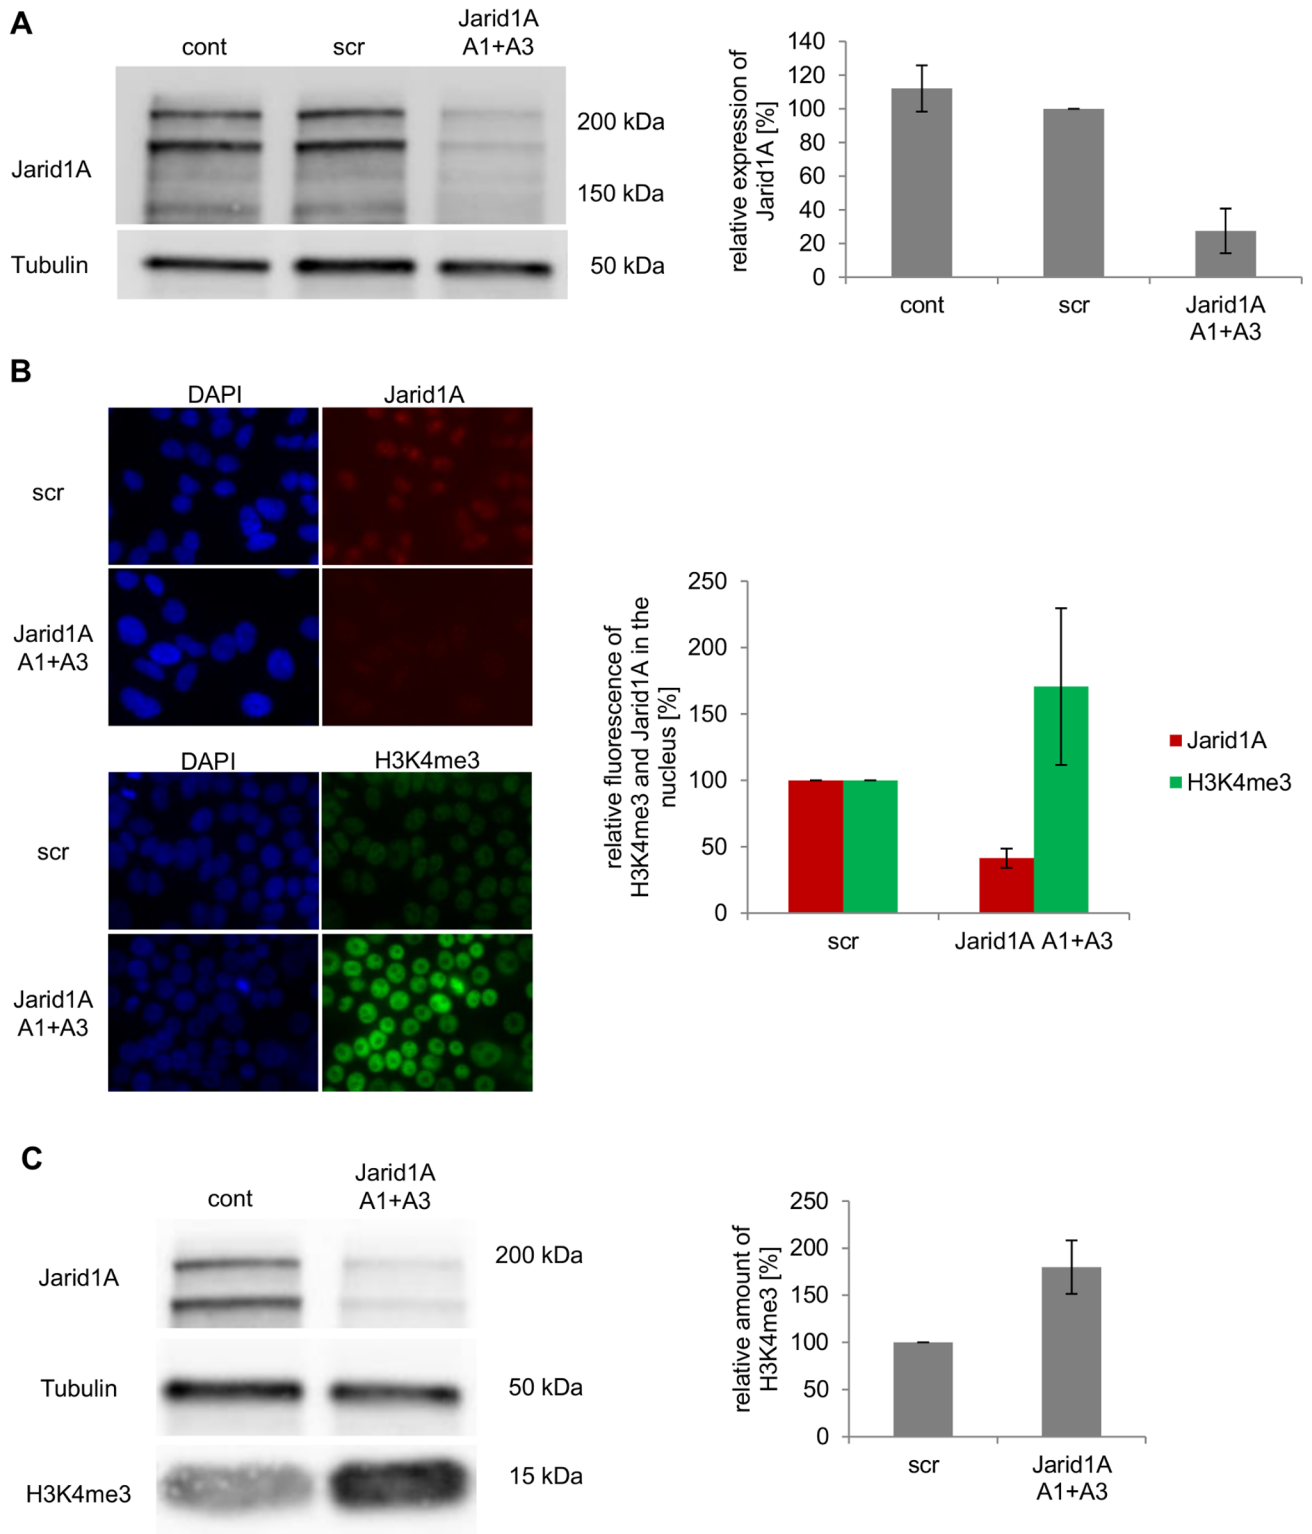 A
cont
scr
Jarid1A
A1+A3
Jarid1A
200 kDa
150 kDa
Tubulin
50 kDa
relative expression of
Jarid1A [%]
140
120
100
80
60
40
20
0
cont
scr
Jarid1A
A1+A3
B
DAPI
Jarid1A
scr
Jarid1A
A1+A3
DAPI
H3K4me3
scr
Jarid1A
A1+A3
relative fluorescence of
H3K4me3 and Jarid1A in the
nucleus [%]
250
200
150
100
50
0
scr
Jarid1A A1+A3
Jarid1A
H3K4me3
C
cont
Jarid1A
A1+A3
Jarid1A
200 kDa
Tubulin
50 kDa
H3K4me3
15 kDa
relative amount of
H3K4me3 [%]
250
200
150
100
50
0
scr
Jarid1A
A1+A3